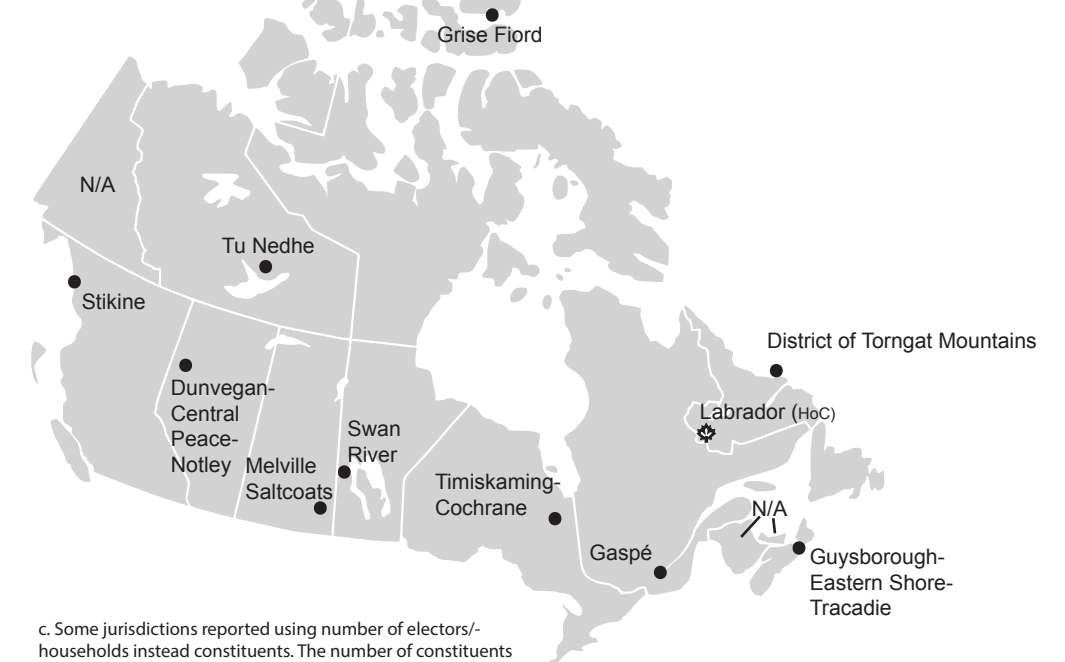 Grise Fiord
N/A
Tu Nedhe
Stikine
District of Torngat Mountains
Dunvegan-
Central
Peace-
Notley
Labrador (HoC)
Swan
River
Melville
Saltcoats
Timiskaming-
Cochrane
N/A
Gaspé
Guysborough-
Eastern Shore-
Tracadie
c. Some jurisdictions reported using number of electors/-
households instead constituents. The number of constituents